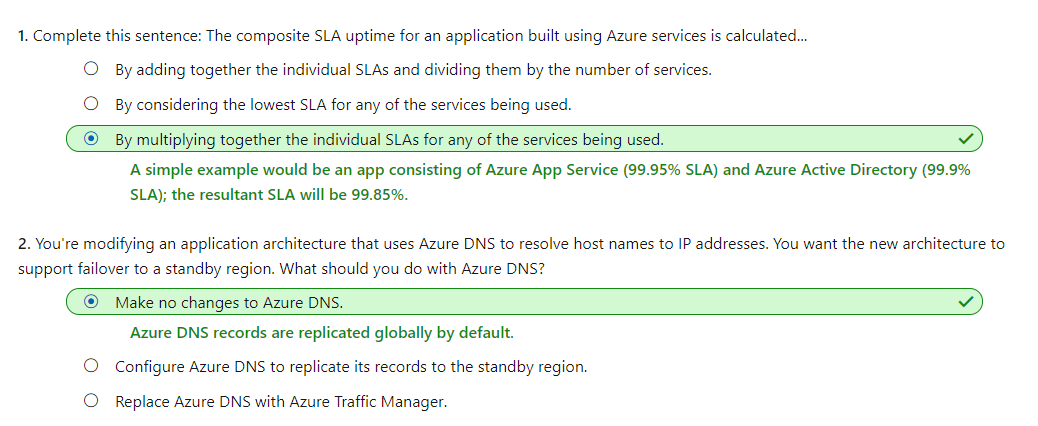 1. Complete this sentence: The composite SLA uptime for an application built using Azure services is calculated...
By adding together the individual SLAs and dividing them by the number of services.
By considering the lowest SLA for any of the services being used.
By multiplying together the individual SLAs for any of the services being used.
A simple example would be an app consisting of Azure App Service (99.95% SLA) and Azure Active Directory (99.9%
SLA); the resultant SLA will be 99.85%.
2. You're modifying an application architecture that uses Azure DNS to resolve host names to IP addresses. You want the new architecture to
support failover to a standby region. What should you do with Azure DNS?
Make no changes to Azure DNS.
Azure DNS records are replicated globally by default.
Configure Azure DNS to replicate its records to the standby region.
Replace Azure DNS with Azure Traffic Manager.